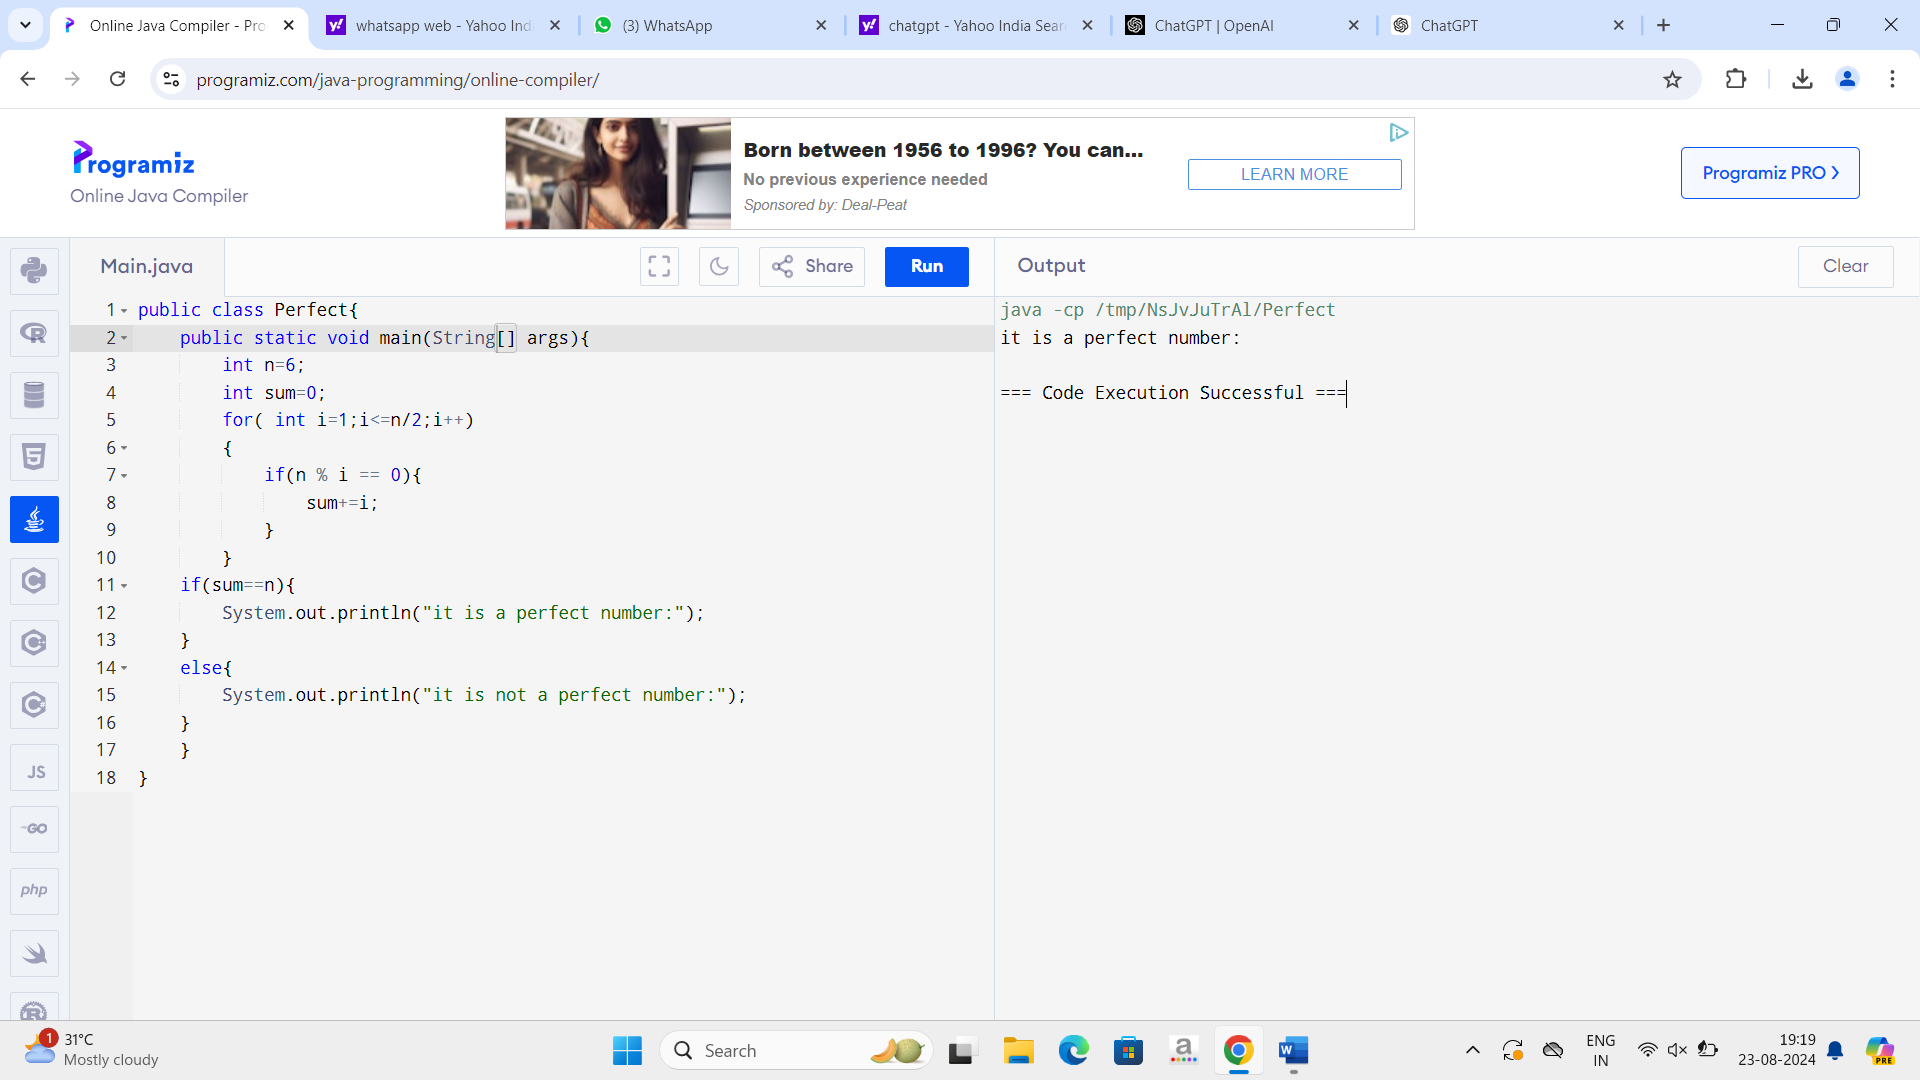 Online Java Compiler - Pro
whatsapp web - Yahoo Indi
(3) WhatsApp
chatgpt - Yahoo India Sear
ChatGPT | OpenAI
ChatGPT
programiz.com/java-programming/online-compiler/
Programiz
Online Java Compiler
Born between 1956 to 1996? You can...
No previous experience needed
Sponsored by: Deal-Peat
LEARN MORE
Programiz PRO >
Main.java
Share
Run
Output
Clear
1 public class Perfect{
2 public static void main(String[] args){
3 int n=6;
4 int sum=0;
5 for( int i=1;i<=n/2;i++)
6 {
7 if(n % i == 0){
8 sum+=i;
9 }
10 }
11 if(sum==n){
12 System.out.println("it is a perfect number:");
13 }
14 else{
15 System.out.println("it is not a perfect number:");
16 }
17 }
18 }
java -cp /tmp/NsJvJuTrAl/Perfect
it is a perfect number:
=== Code Execution Successful ===
JS
GO
php
1
31°C
Mostly cloudy
Search
a
W
ENG
IN
19:19
23-08-2024
PRE